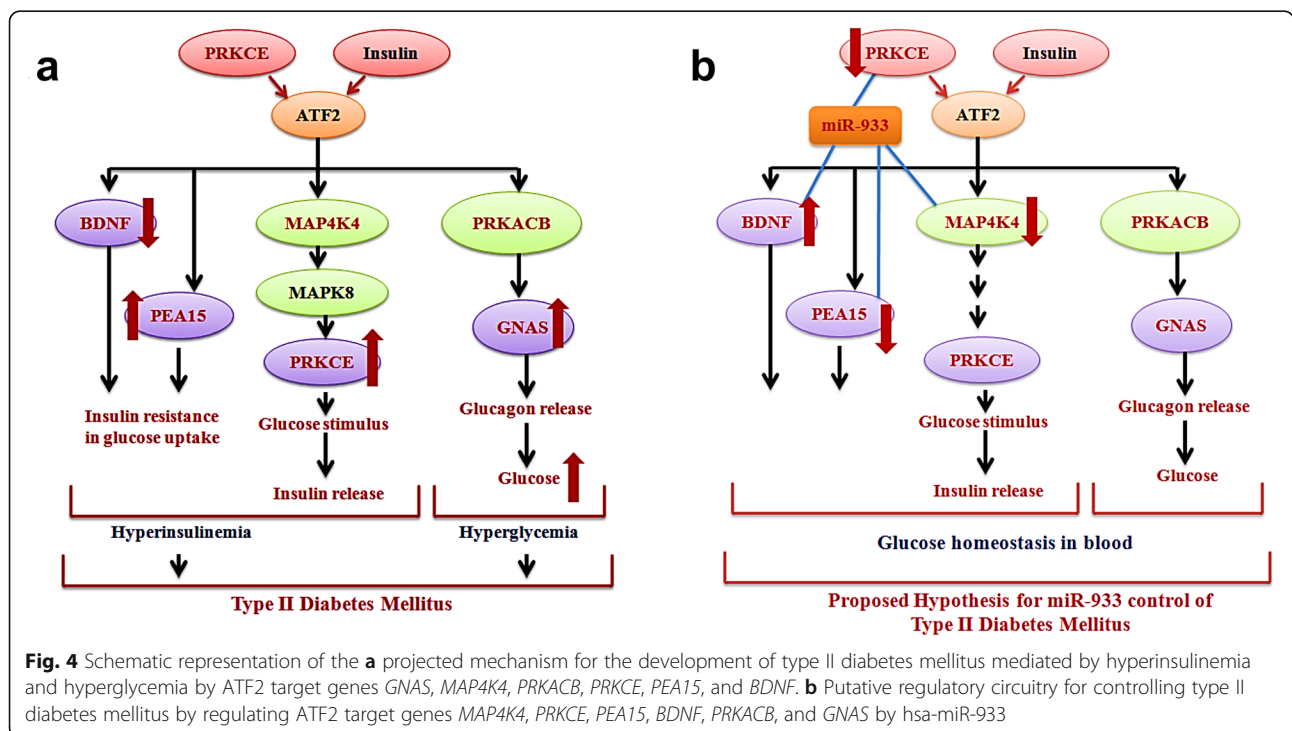 a
PRKCE
Insulin
ATF2
BDNF
MAP4K4
PRKACB
PEA15
MAPK8
GNAS
PRKCE
Insulin resistance
in glucose uptake
Glucose stimulus
Glucagon release
Insulin release
Glucose
Hyperinsulinemia
Hyperglycemia
Type II Diabetes Mellitus
b
PRKCE
Insulin
miR-933
ATF2
BDNF
MAP4K4
PRKACB
PEA15
GNAS
PRKCE
Glucose stimulus
Glucagon release
Insulin release
Glucose
Glucose homeostasis in blood
Proposed Hypothesis for miR-933 control of
Type II Diabetes Mellitus
Fig. 4 Schematic representation of the a projected mechanism for the development of type II diabetes mellitus mediated by hyperinsulinemia
and hyperglycemia by ATF2 target genes GNAS, MAP4K4, PRKACB, PRKCE, PEA15, and BDNF. b Putative regulatory circuitry for controlling type II
diabetes mellitus by regulating ATF2 target genes MAP4K4, PRKCE, PEA15, BDNF, PRKACB, and GNAS by hsa-miR-933